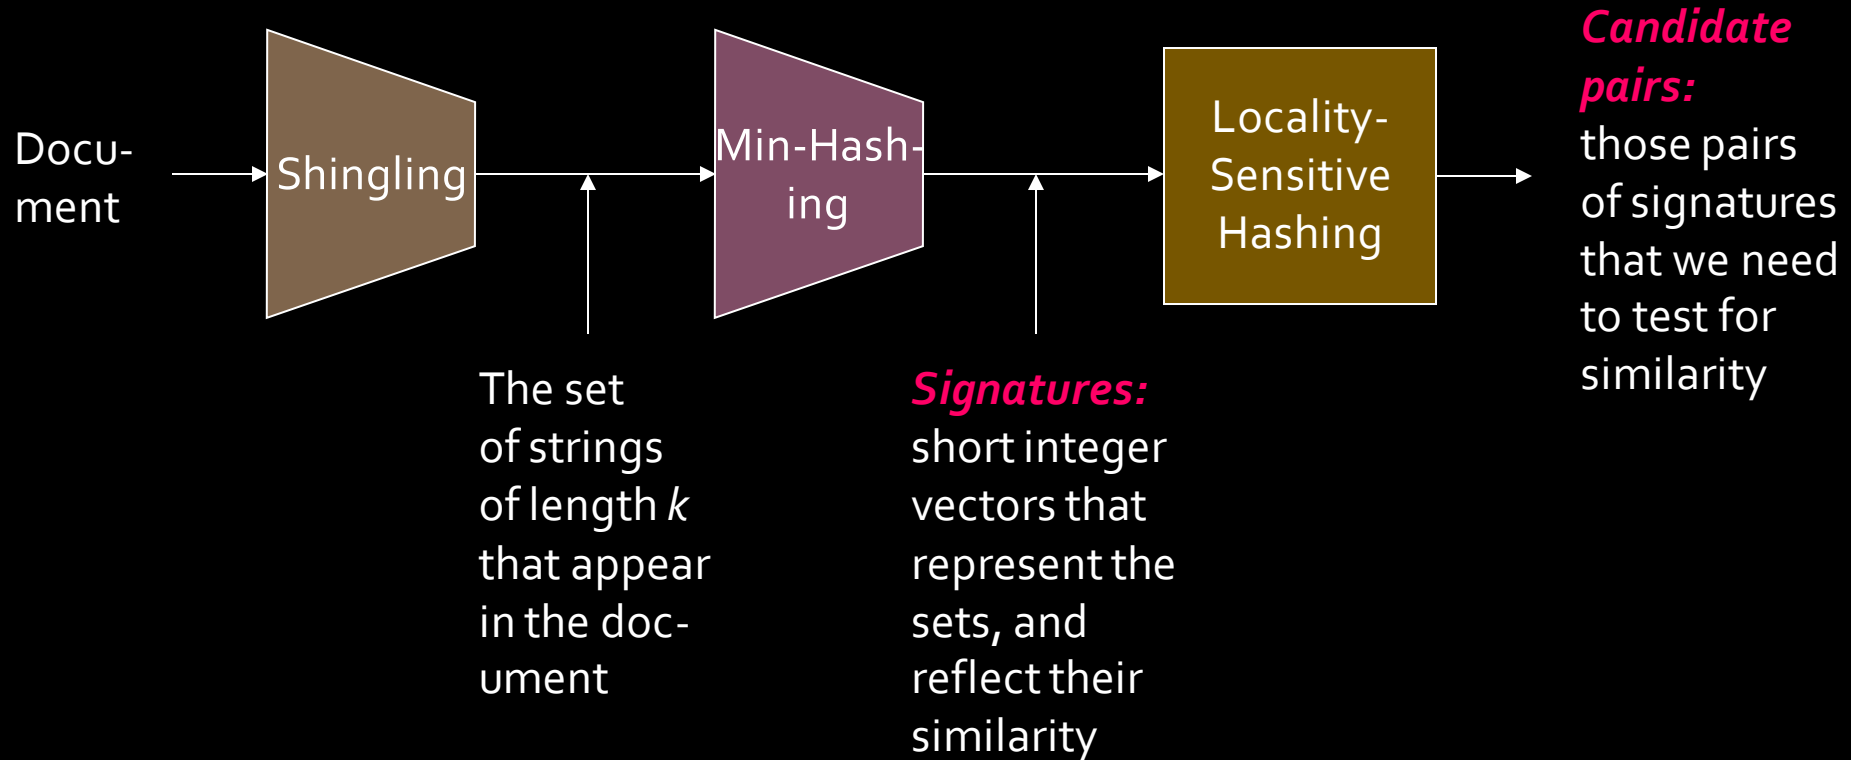 Docu-
ment
Shingling
The set
of strings
of length k
that appear
in the doc-
ument
Min-Hash-
ing
Signatures:
short integer
vectors that
represent the
sets, and
reflect their
similarity
Locality-
Sensitive
Hashing
Candidate
pairs:
those pairs
of signatures
that we need
to test for
similarity